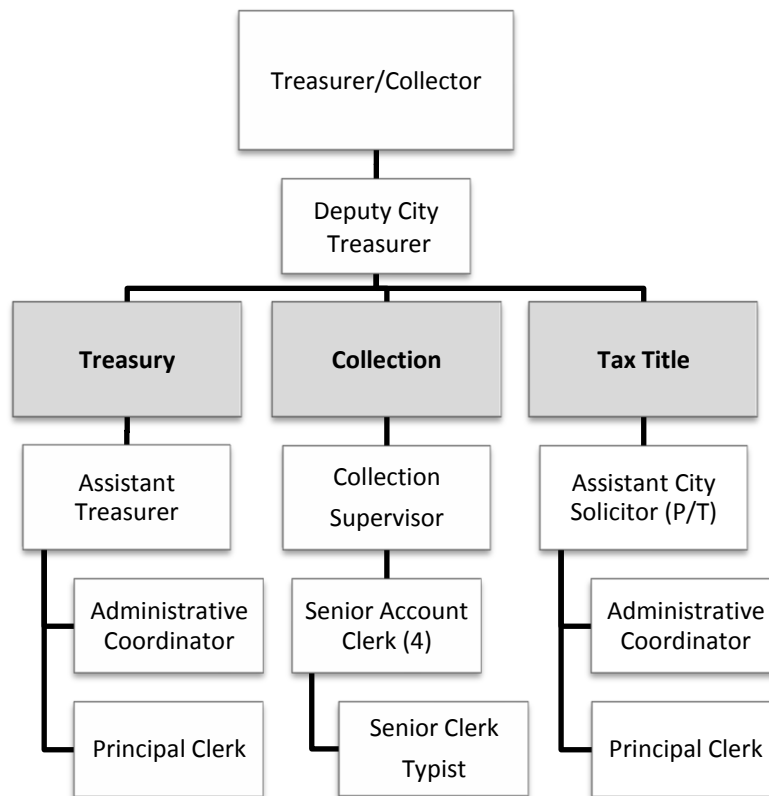 Treasurer/Collector
Deputy City
Treasurer
Treasury
Collection
Tax Title
Assistant
Treasurer
Collection
Supervisor
Assistant City
Solicitor (P/T)
Administrative
Coordinator
Senior Account
Clerk (4)
Administrative
Coordinator
Principal Clerk
Senior Clerk
Typist
Principal Clerk